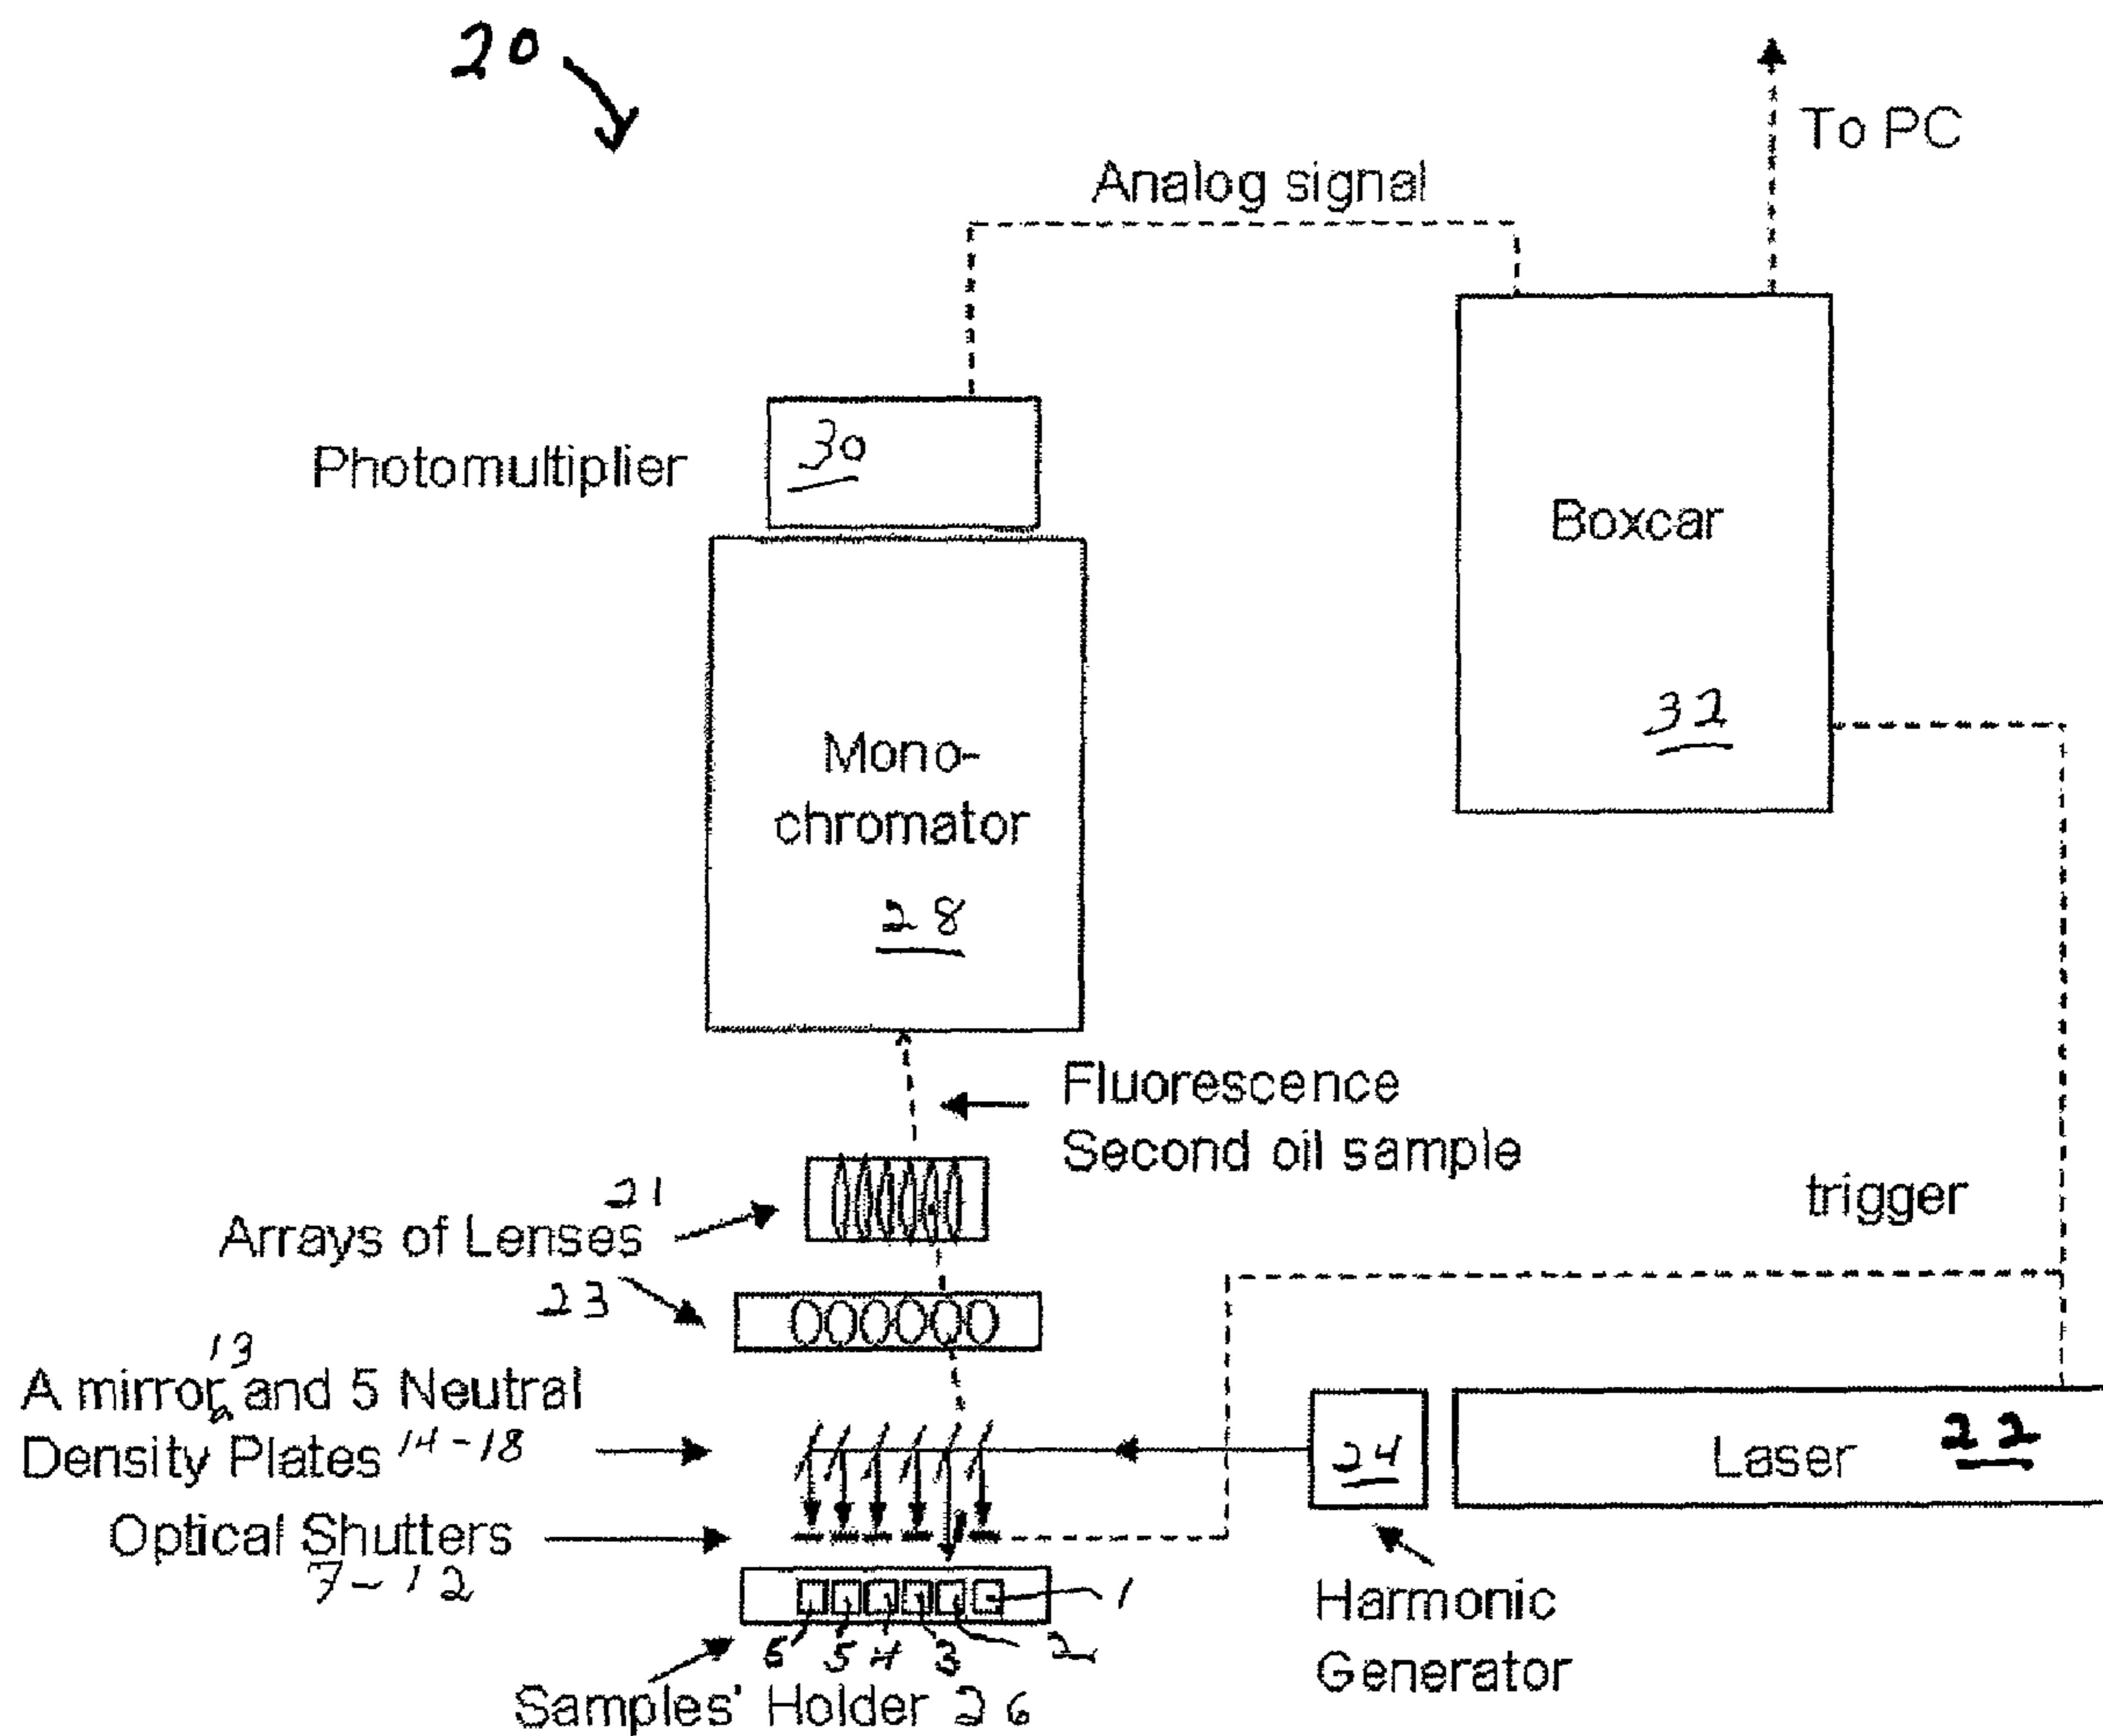 20
To PC
Analog signal
Photomultiplier
30
Boxcar
32
Mono-
chromator
28
Fluorescence
Second oil sample
trigger
21
Arrays of Lenses
23
13
A mirror, and 5 Neutral
Density Plates 14-18
Optical Shutters
7-12
24
Laser 22
Harmonic
Generator
1
6 5 4 3 2
Samples' Holder 26